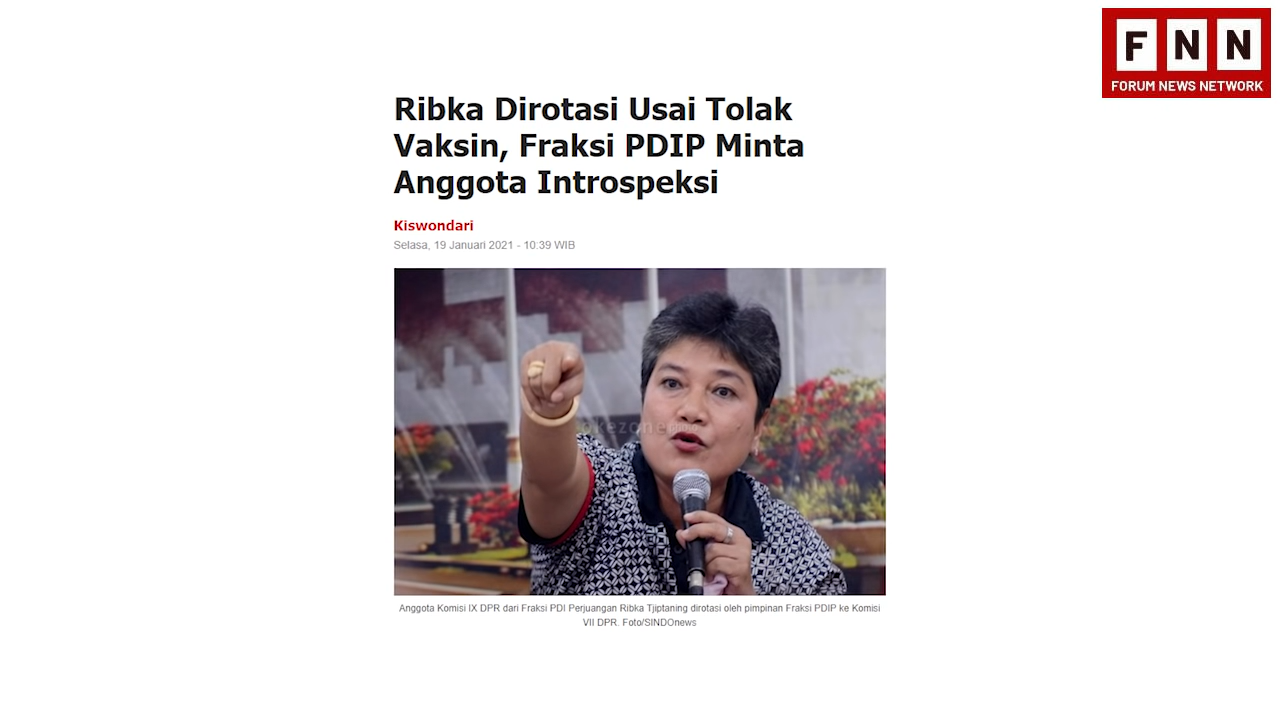 FNN
FORUM NEWS NETWORK
Ribka Dirotasi Usai Tolak
Vaksin, Fraksi PDIP Minta
Anggota Introspeksi
Kiswondari
Selasa, 19 Januari 2021 - 10:39 WIB
okezone
Anggota Komisi IX DPR dari Fraksi PDI Perjuangan Ribka Tjiptaning dirotasi oleh pimpinan Fraksi PDIP ke Komisi
VII DPR. Foto/SINDOnews